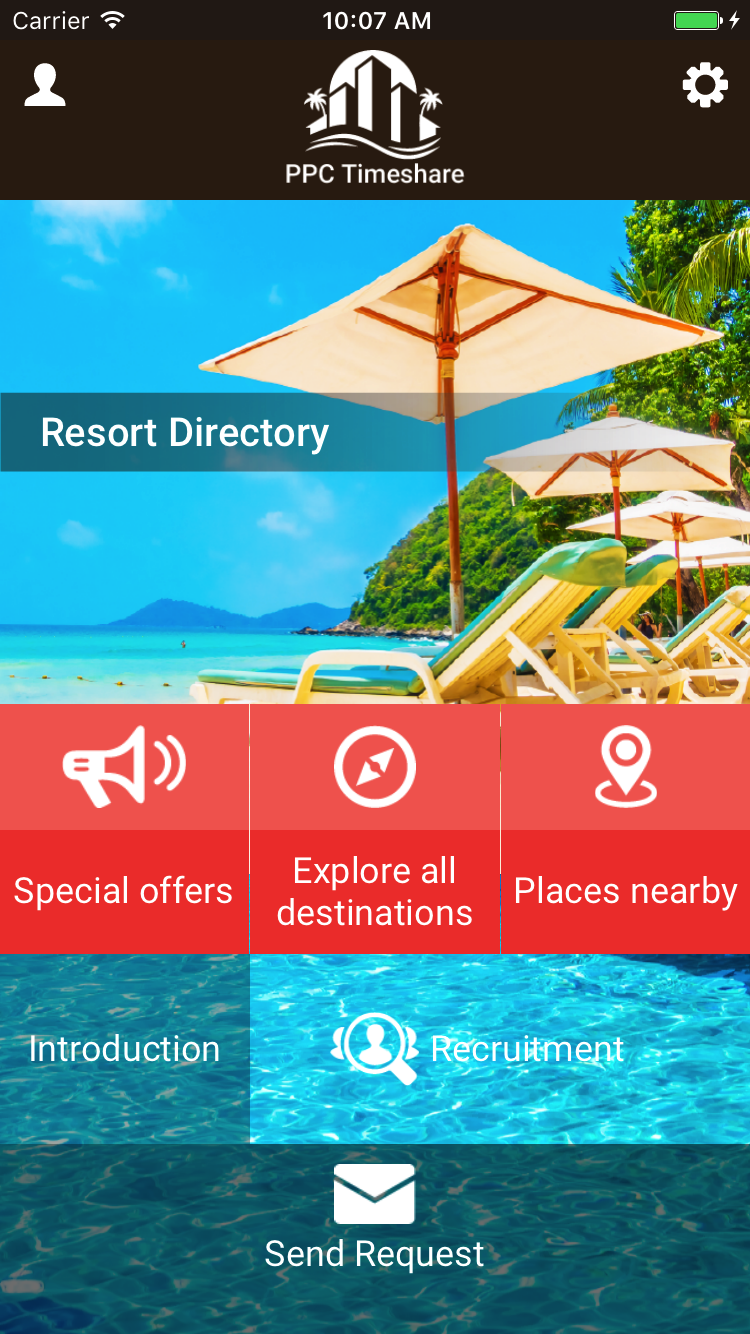 Carrier 10:07 AM
PPC Timeshare
Resort Directory
Special offers
Explore all
destinations
Places nearby
Introduction
Recruitment
Send Request